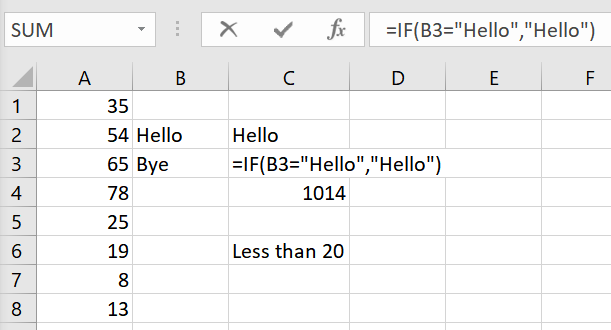 SUM fx =IF(B3="Hello","Hello")
A B C D E F
1 35
2 54 Hello Hello
3 65 Bye =IF(B3="Hello","Hello")
4 78 1014
5 25
6 19 Less than 20
7 8
8 13